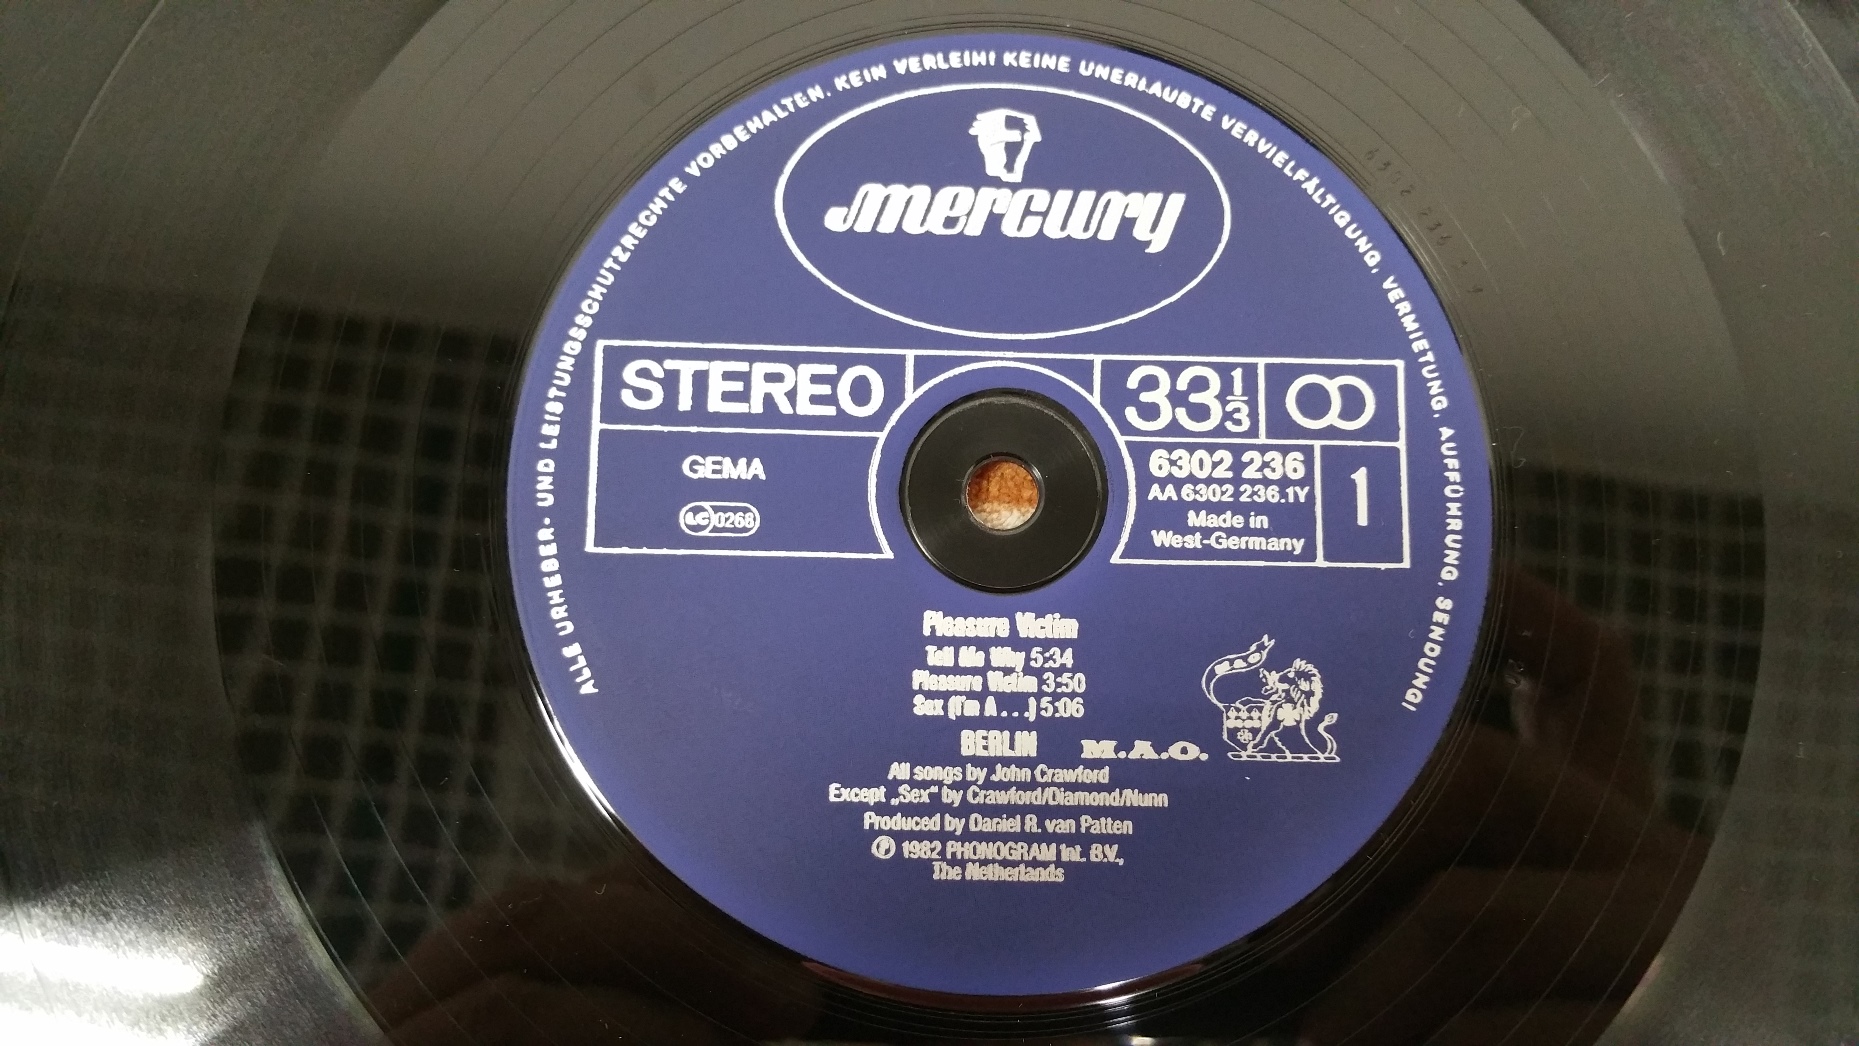 ALLE URHEBER- UND LEISTUNGSSCHUTZRECHTE VORBEHALTEN. KEIN VERLEIH! KEINE UNERLAUBTE VERVIELFÄLTIGUNG, VERMIETUNG, AUFFÜHRUNG, SENDUNG!
mercury
STEREO
33 1/3
GEMA
LC 0268
6302 236
AA 6302 236.1Y
Made in
West-Germany
1
Pleasure Victim
Tell Me Why 5:34
Pleasure Victim 3:50
Sex (I'm A . . .) 5:06
BERLIN
M.A.O.
All songs by John Crawford
Except „Sex“ by Crawford/Diamond/Nunn
Produced by Daniel R. van Patten
Ⓟ 1982 PHONOGRAM Int. B.V.,
The Netherlands